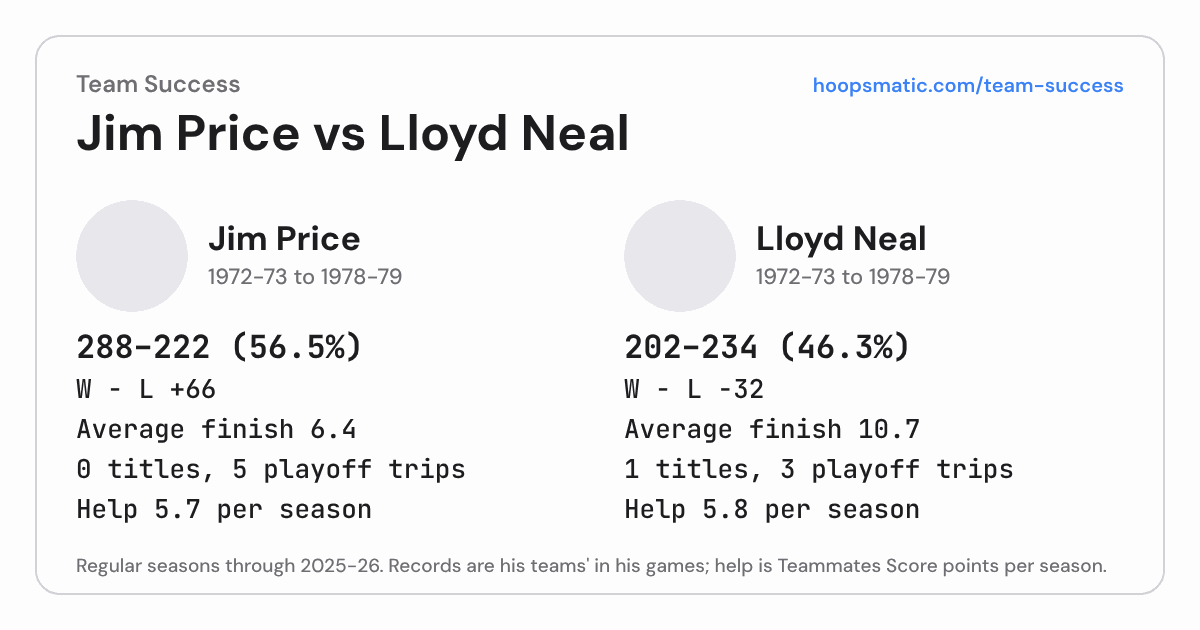 Team Success
hoopsmatic.com/team-success
Jim Price vs Lloyd Neal
Jim Price
1972-73 to 1978-79
288-222 (56.5%)
W - L +66
Average finish 6.4
0 titles, 5 playoff trips
Help 5.7 per season
Lloyd Neal
1972-73 to 1978-79
202-234 (46.3%)
W - L -32
Average finish 10.7
1 titles, 3 playoff trips
Help 5.8 per season
Regular seasons through 2025-26. Records are his teams' in his games; help is Teammates Score points per season.